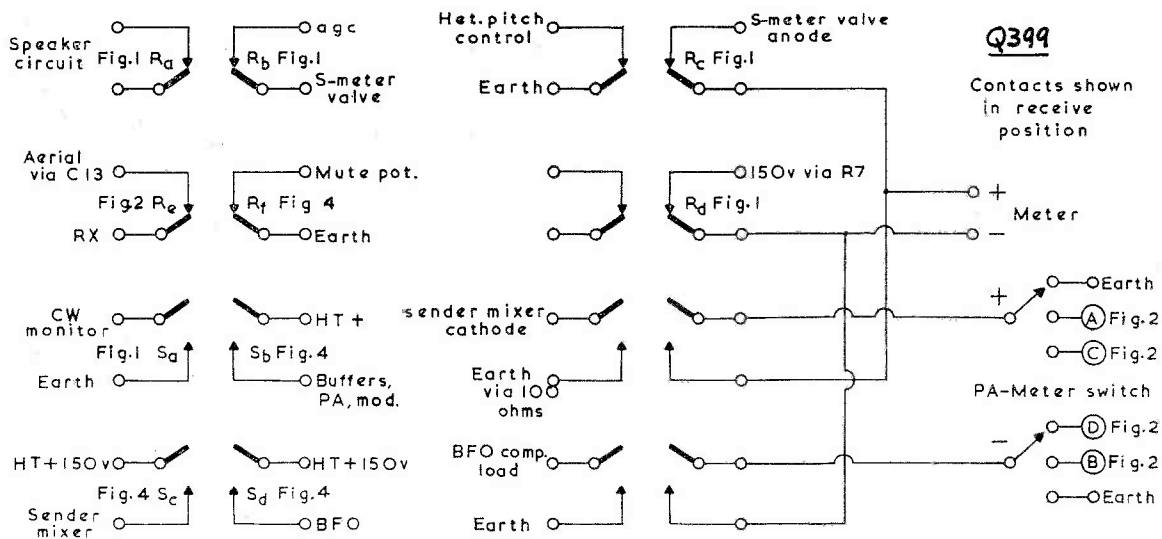 Speaker
circuit
Fig.1 Ra
Rb Fig.1
agc
S-meter
valve
Het. pitch
control
Earth
S-meter valve
anode
Rc Fig.1
Q399
Contacts shown
in receive
position
Aerial
via C13
Fig.2 Re
RX
Mute pot.
Rf Fig 4
Earth
150v via R7
Rd Fig.1
+
Meter
-
CW
monitor
Fig.1 Sa
Earth
HT+
Sb Fig.4
Buffers,
PA, mod.
sender mixer
cathode
Earth
via 100
ohms
+
Earth
A Fig.2
C Fig.2
PA-Meter switch
HT+150v
Fig.4 Sc
Sender
mixer
HT+150v
Sd Fig.4
BFO
BFO comp.
load
Earth
-
D Fig.2
B Fig.2
Earth